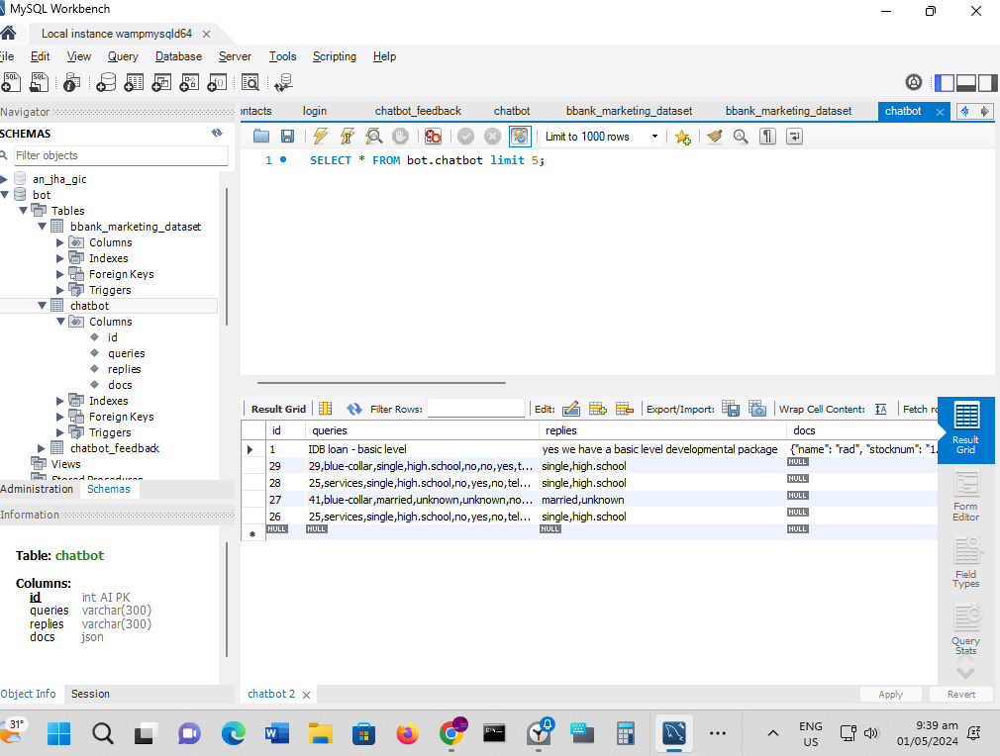 MySQL Workbench
Local instance wampmysqld64
ile Edit View Query Database Server Tools Scripting Help
Navigator
SCHEMAS
Filter objects
an_jha_gic
bot
Tables
bbank_marketing_dataset
Columns
Indexes
Foreign Keys
Triggers
chatbot
Columns
id
queries
replies
docs
Indexes
Foreign Keys
Triggers
chatbot_feedback
Views
Stored Procedures
Administration Schemas
Information
Table: chatbot
Columns:
id int AI PK
queries varchar(300)
replies varchar(300)
docs json
Object Info Session
ntacts login chatbot_feedback chatbot bbank_marketing_dataset bbank_marketing_dataset chatbot
Limit to 1000 rows
1 SELECT * FROM bot.chatbot limit 5;
Result Grid Filter Rows: Edit: Export/Import: Wrap Cell Content: Fetch ro
id queries replies docs
1 IDB loan - basic level yes we have a basic level developmental package {"name": "rad", "stocknum": "1.
29 29,blue-collar,single,high.school,no,no,yes,t... single,high.school NULL
28 25,services,single,high.school,no,yes,no,tel... single,high.school NULL
27 41,blue-collar,married,unknown,unknown,no... married,unknown NULL
26 25,services,single,high.school,no,yes,no,tel... single,high.school NULL
NULL NULL NULL NULL
Result
Grid
Form
Editor
Field
Types
Query
Stats
chatbot 2
Apply Revert
31°
ENG
US
9:39 am
01/05/2024